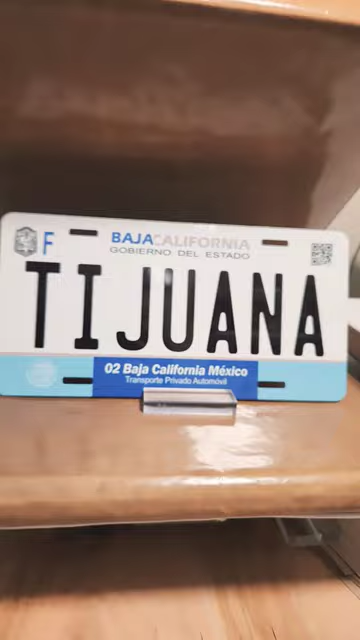 F
BAJACALIFORNIA
GOBIERNO DEL ESTADO
TIJUANA
02 Baja California México
Transporte Privado Automóvil